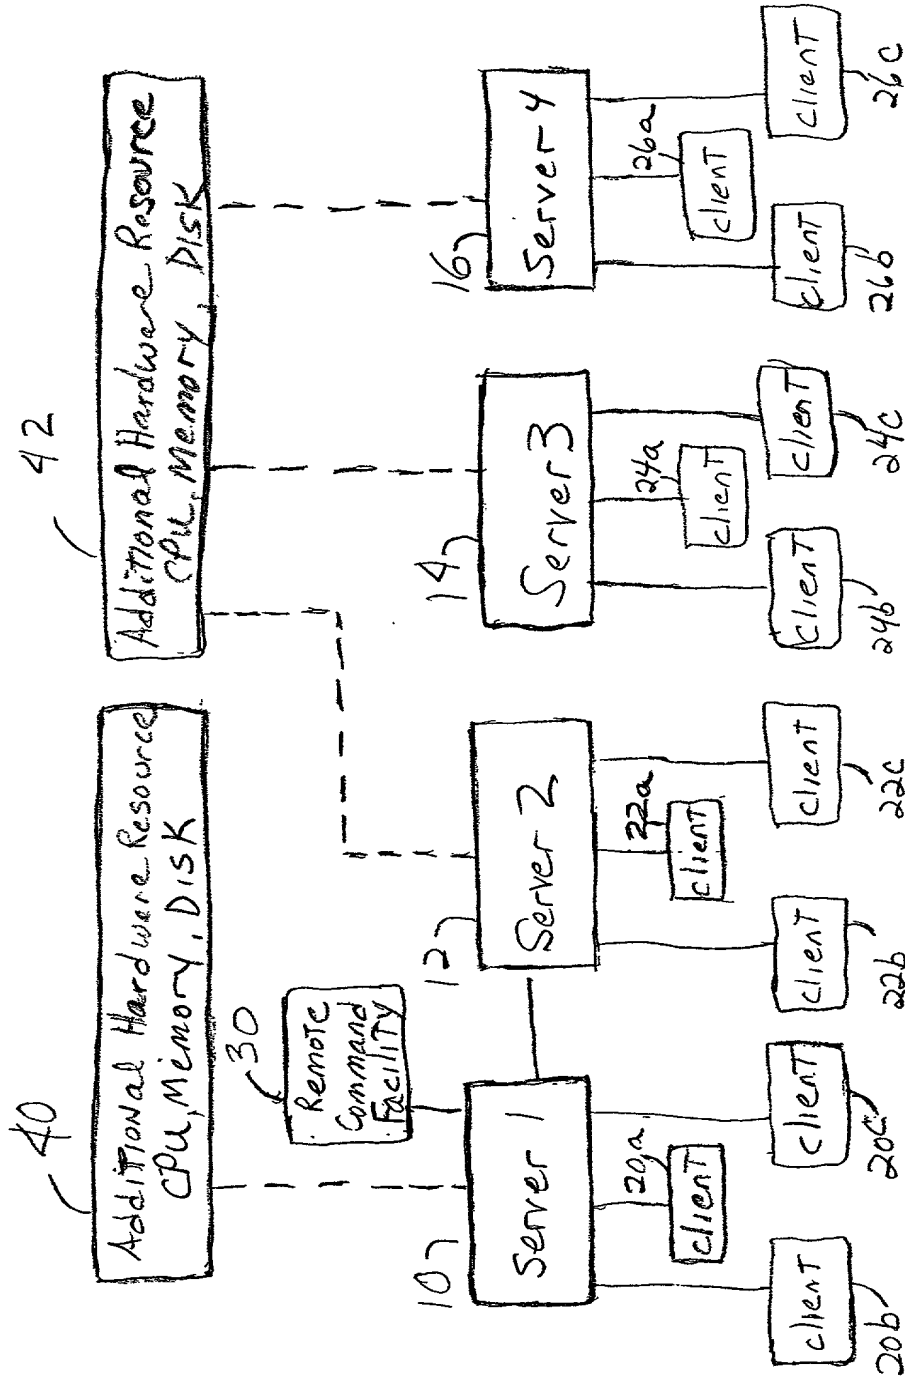 40
Additional Hardware Resource
CPU, Memory, Disk
42
Additional Hardware Resource
CPU, Memory, Disk
30
Remote
Command
Facility
10
Server 1
12
Server 2
14
Server 3
16
Server 4
20a
client
22a
client
24a
client
26a
client
client
20b
client
20c
client
22b
client
22c
client
24b
client
24c
client
26b
client
26c